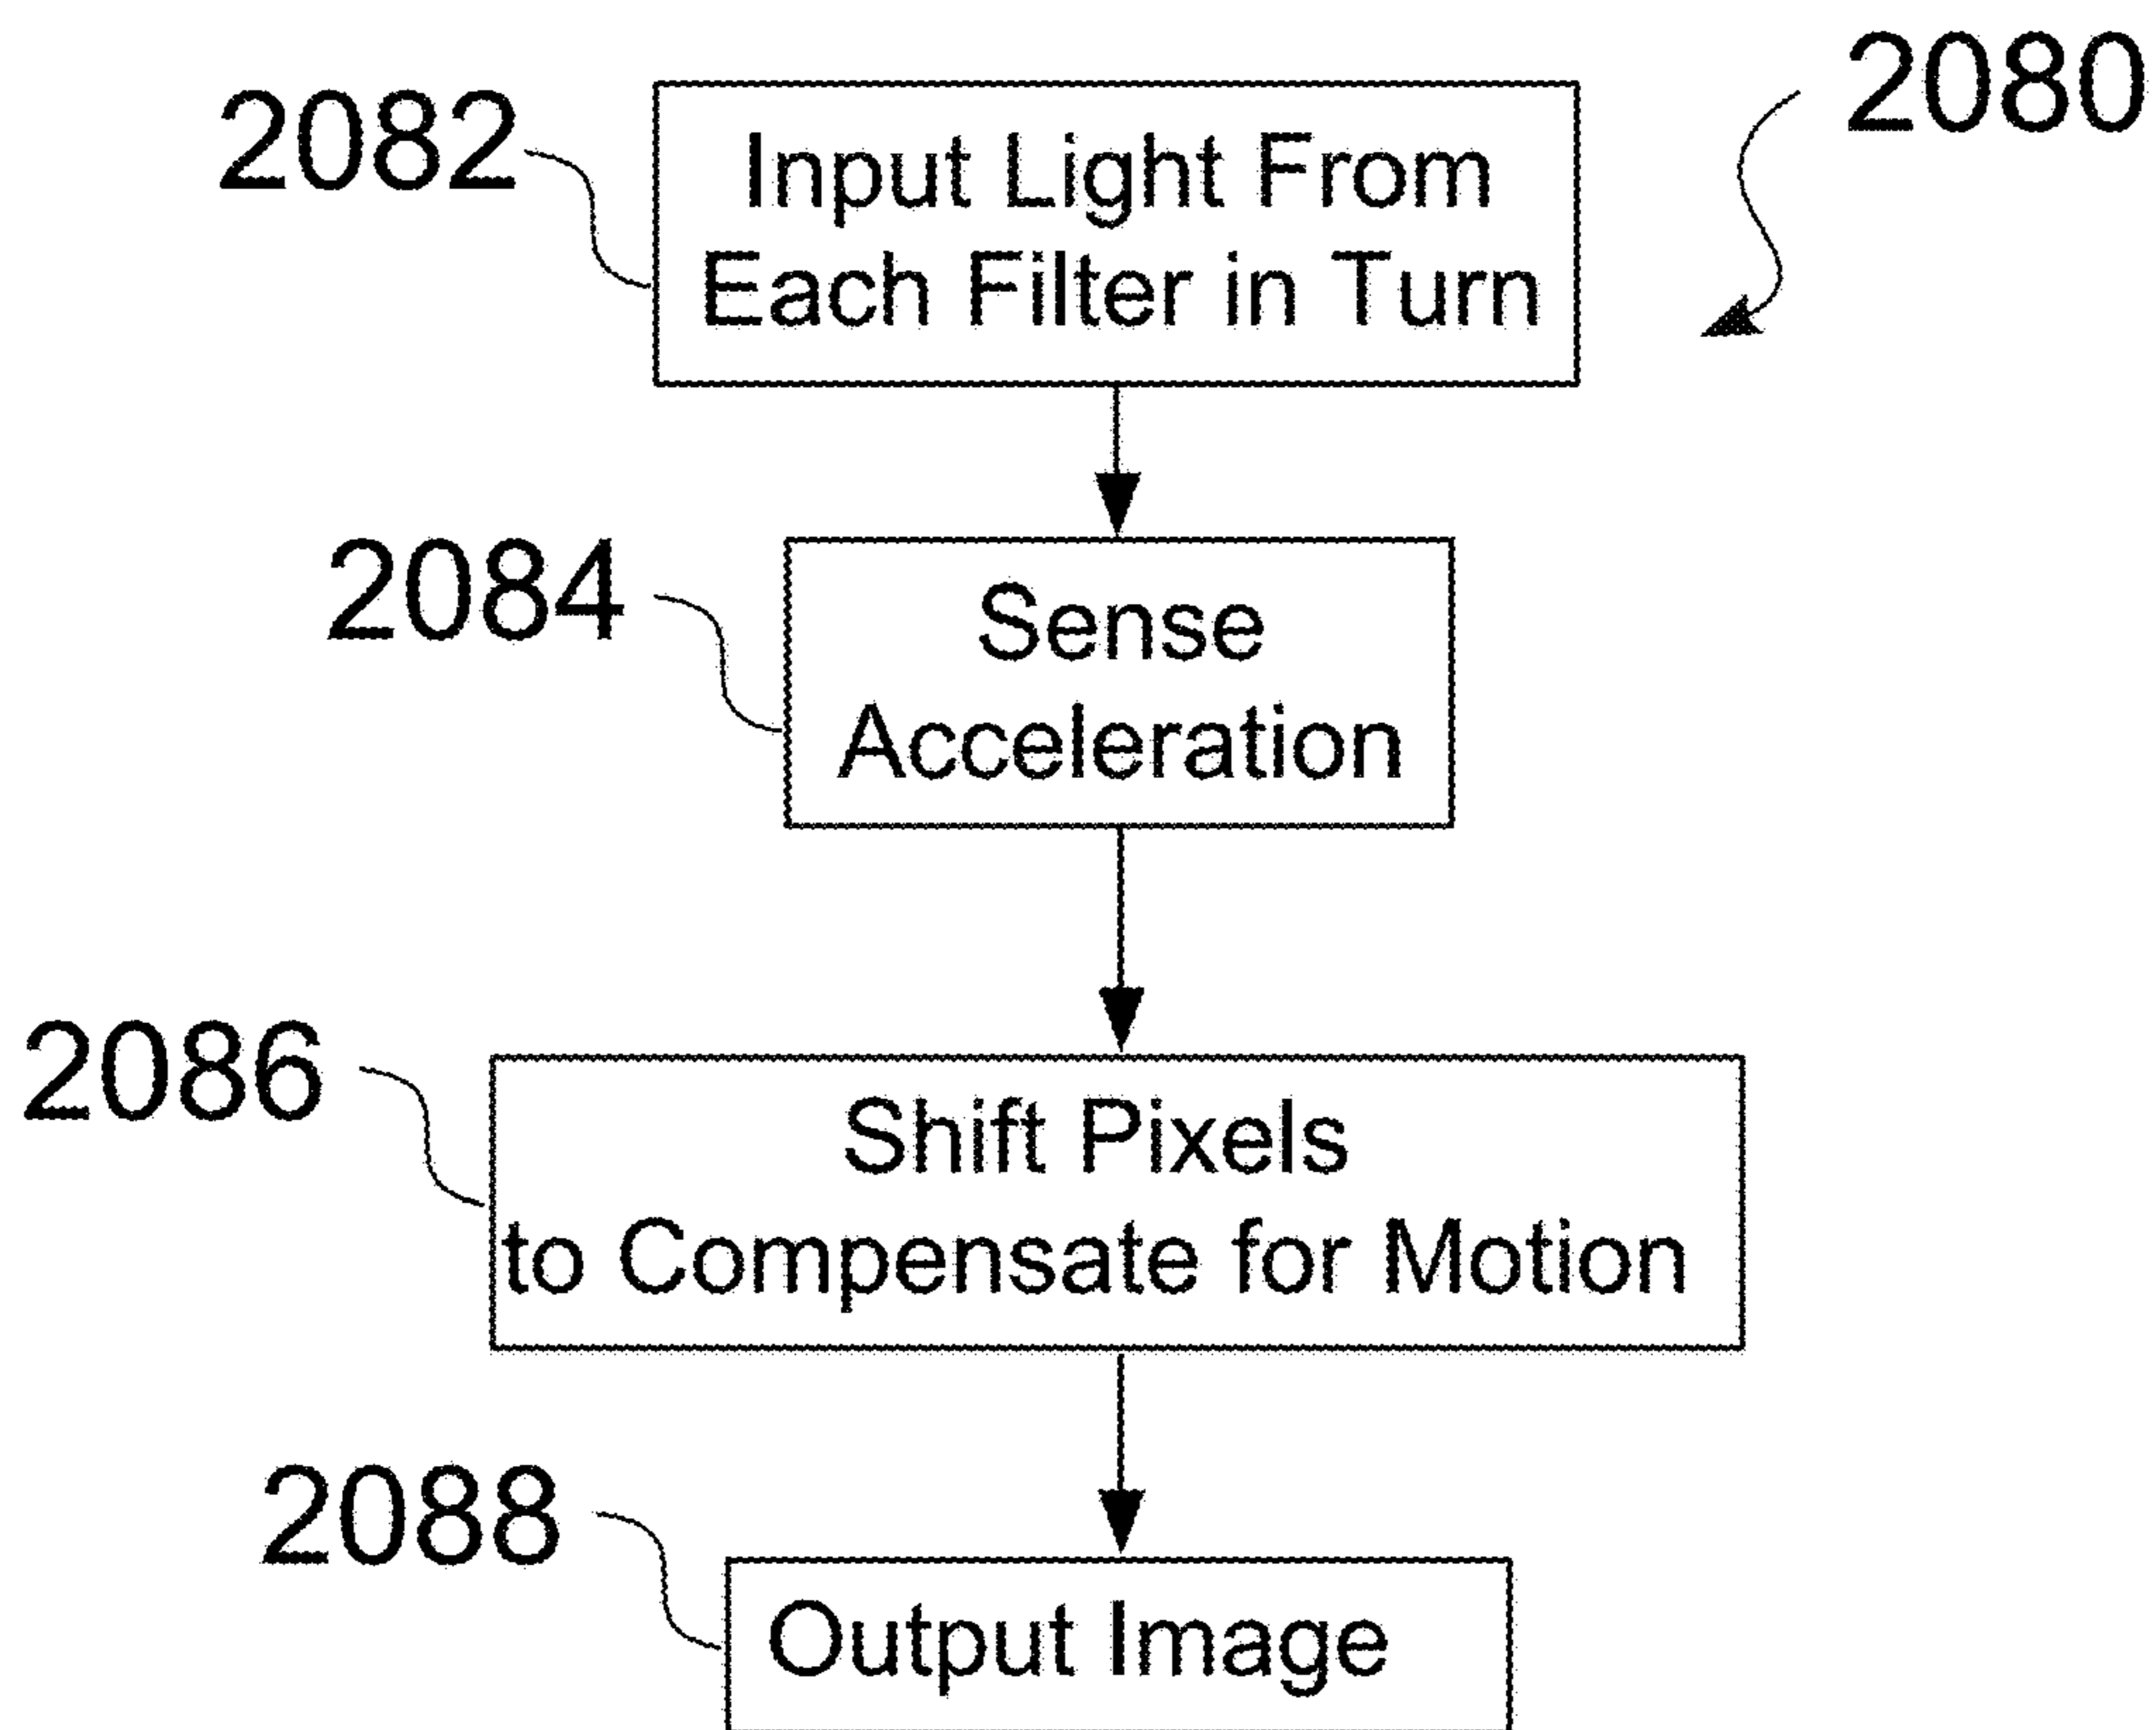 2080
2082
Input Light From
Each Filter in Turn
2084
Sense
Acceleration
2086
Shift Pixels
to Compensate for Motion
2088
Output Image